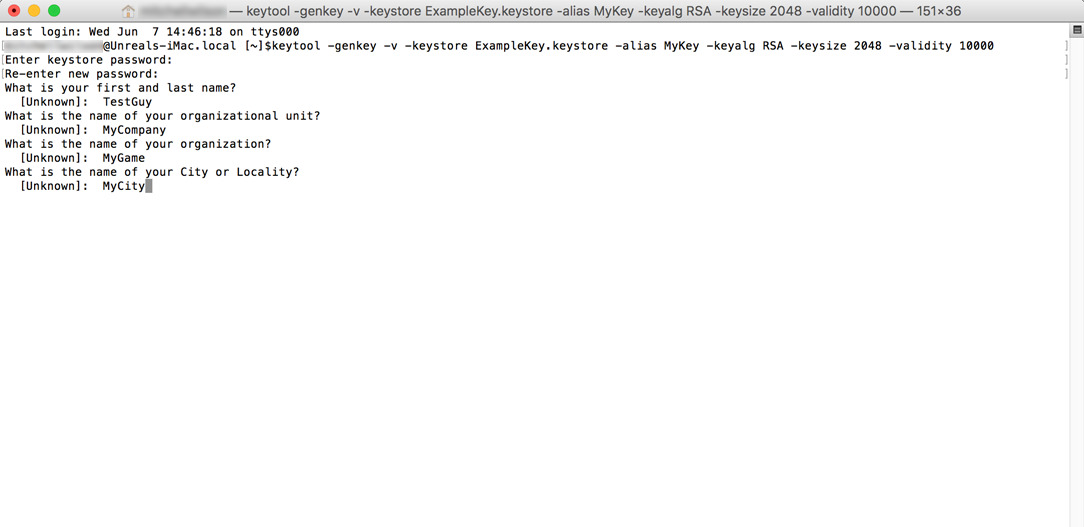 — keytool -genkey -v -keystore ExampleKey.keystore -alias MyKey -keyalg RSA -keysize 2048 -validity 10000 — 151×36
Last login: Wed Jun  7 14:46:18 on ttys000
@Unreals-iMac.local [~]$keytool -genkey -v -keystore ExampleKey.keystore -alias MyKey -keyalg RSA -keysize 2048 -validity 10000
Enter keystore password:
Re-enter new password:
What is your first and last name?
[Unknown]:  TestGuy
What is the name of your organizational unit?
[Unknown]:  MyCompany
What is the name of your organization?
[Unknown]:  MyGame
What is the name of your City or Locality?
[Unknown]:  MyCity